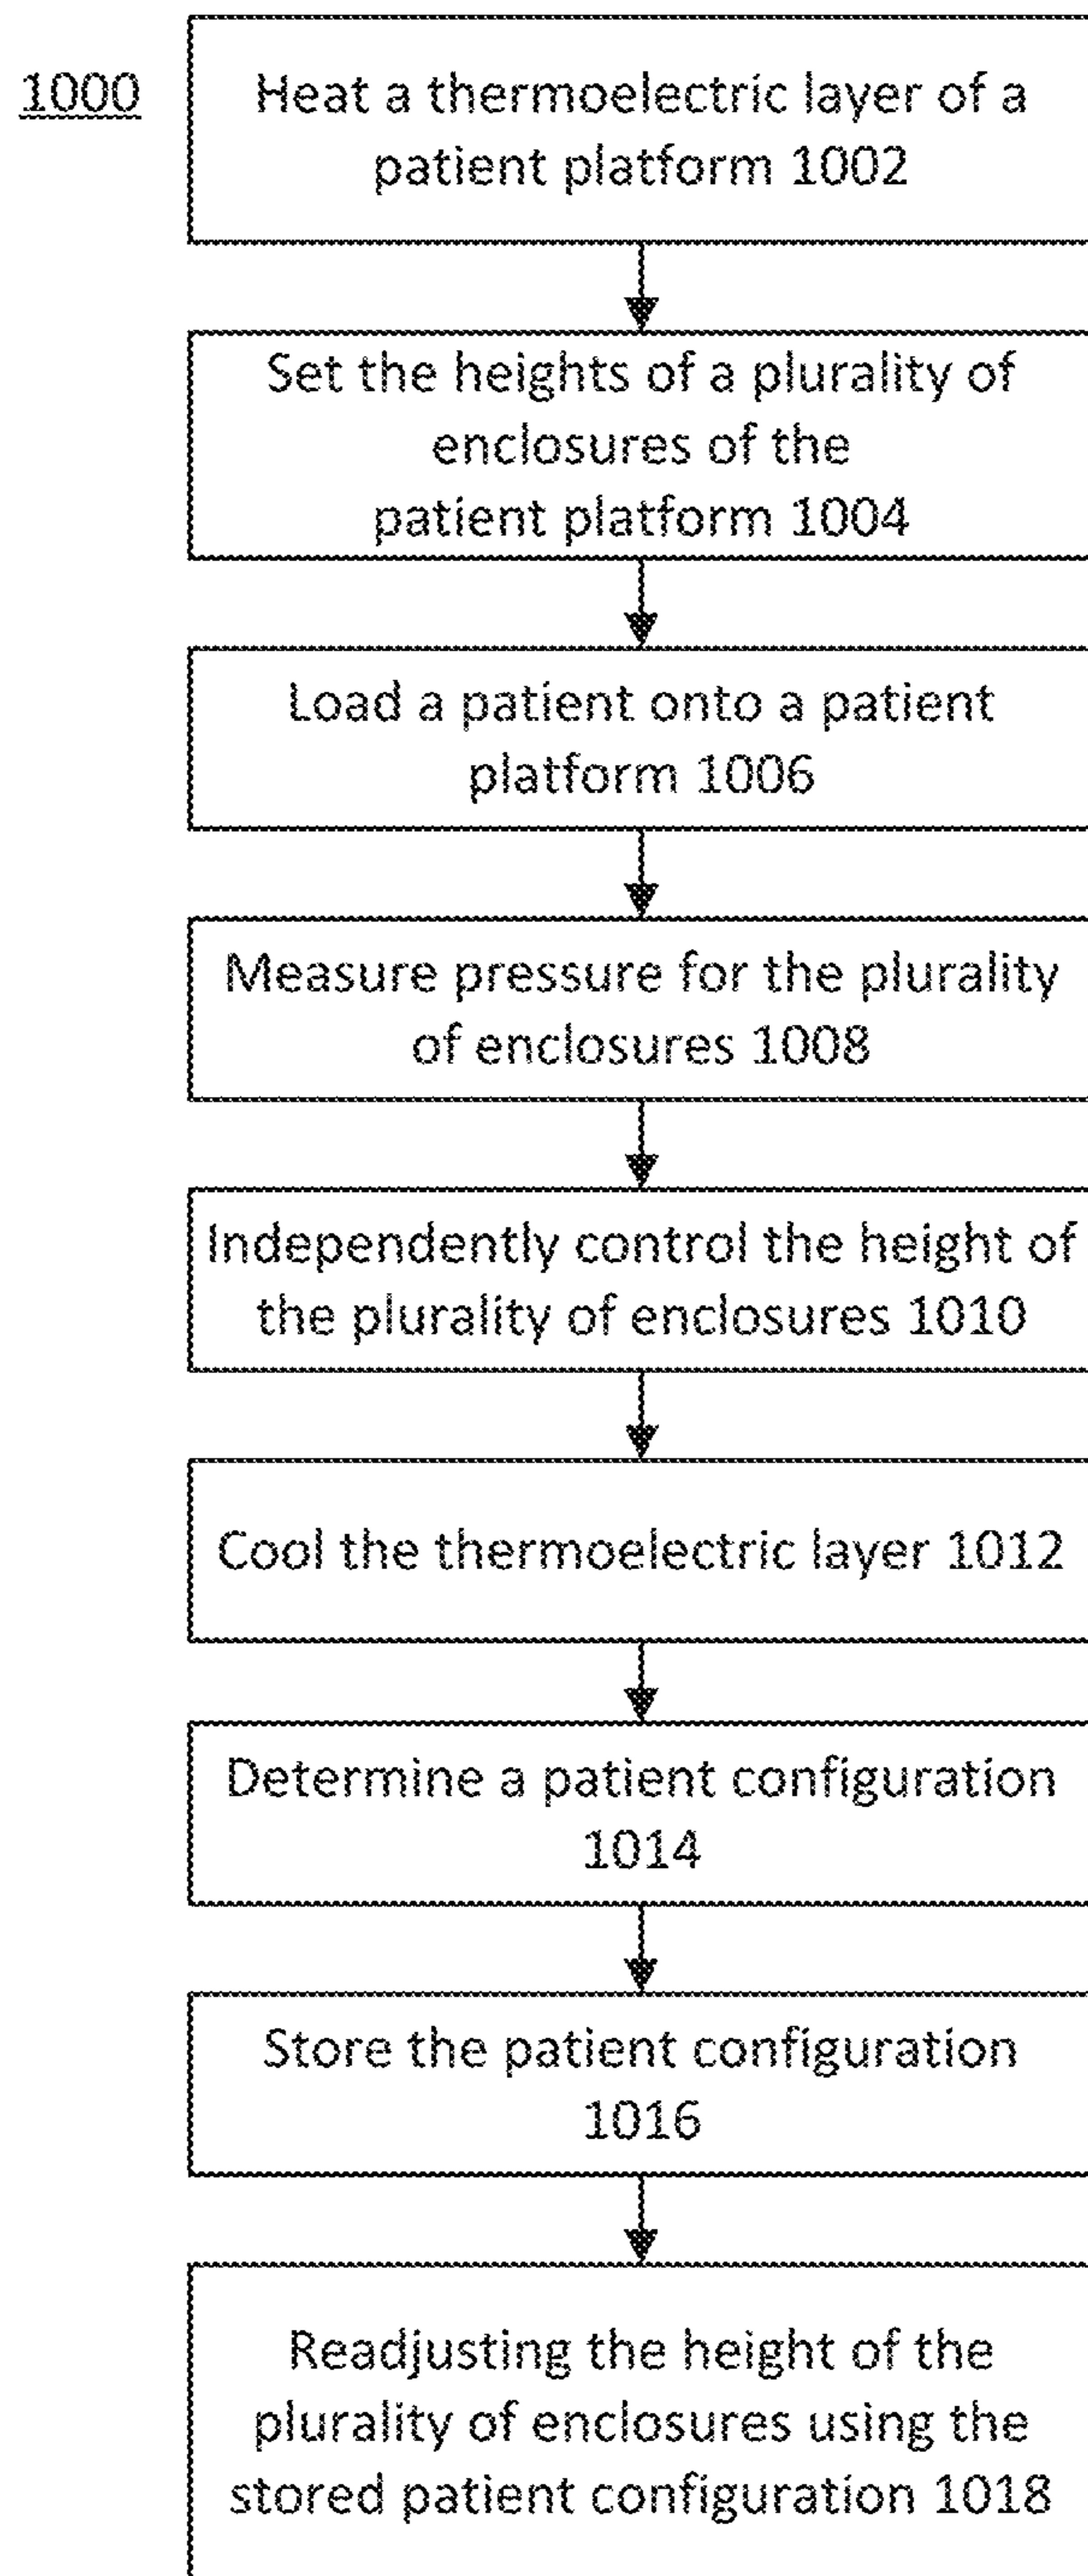 1000
Heat a thermoelectric layer of a
patient platform 1002
Set the heights of a plurality of
enclosures of the
patient platform 1004
Load a patient onto a patient
platform 1006
Measure pressure for the plurality
of enclosures 1008
Independently control the height of
the plurality of enclosures 1010
Cool the thermoelectric layer 1012
Determine a patient configuration
1014
Store the patient configuration
1016
Readjusting the height of the
plurality of enclosures using the
stored patient configuration 1018